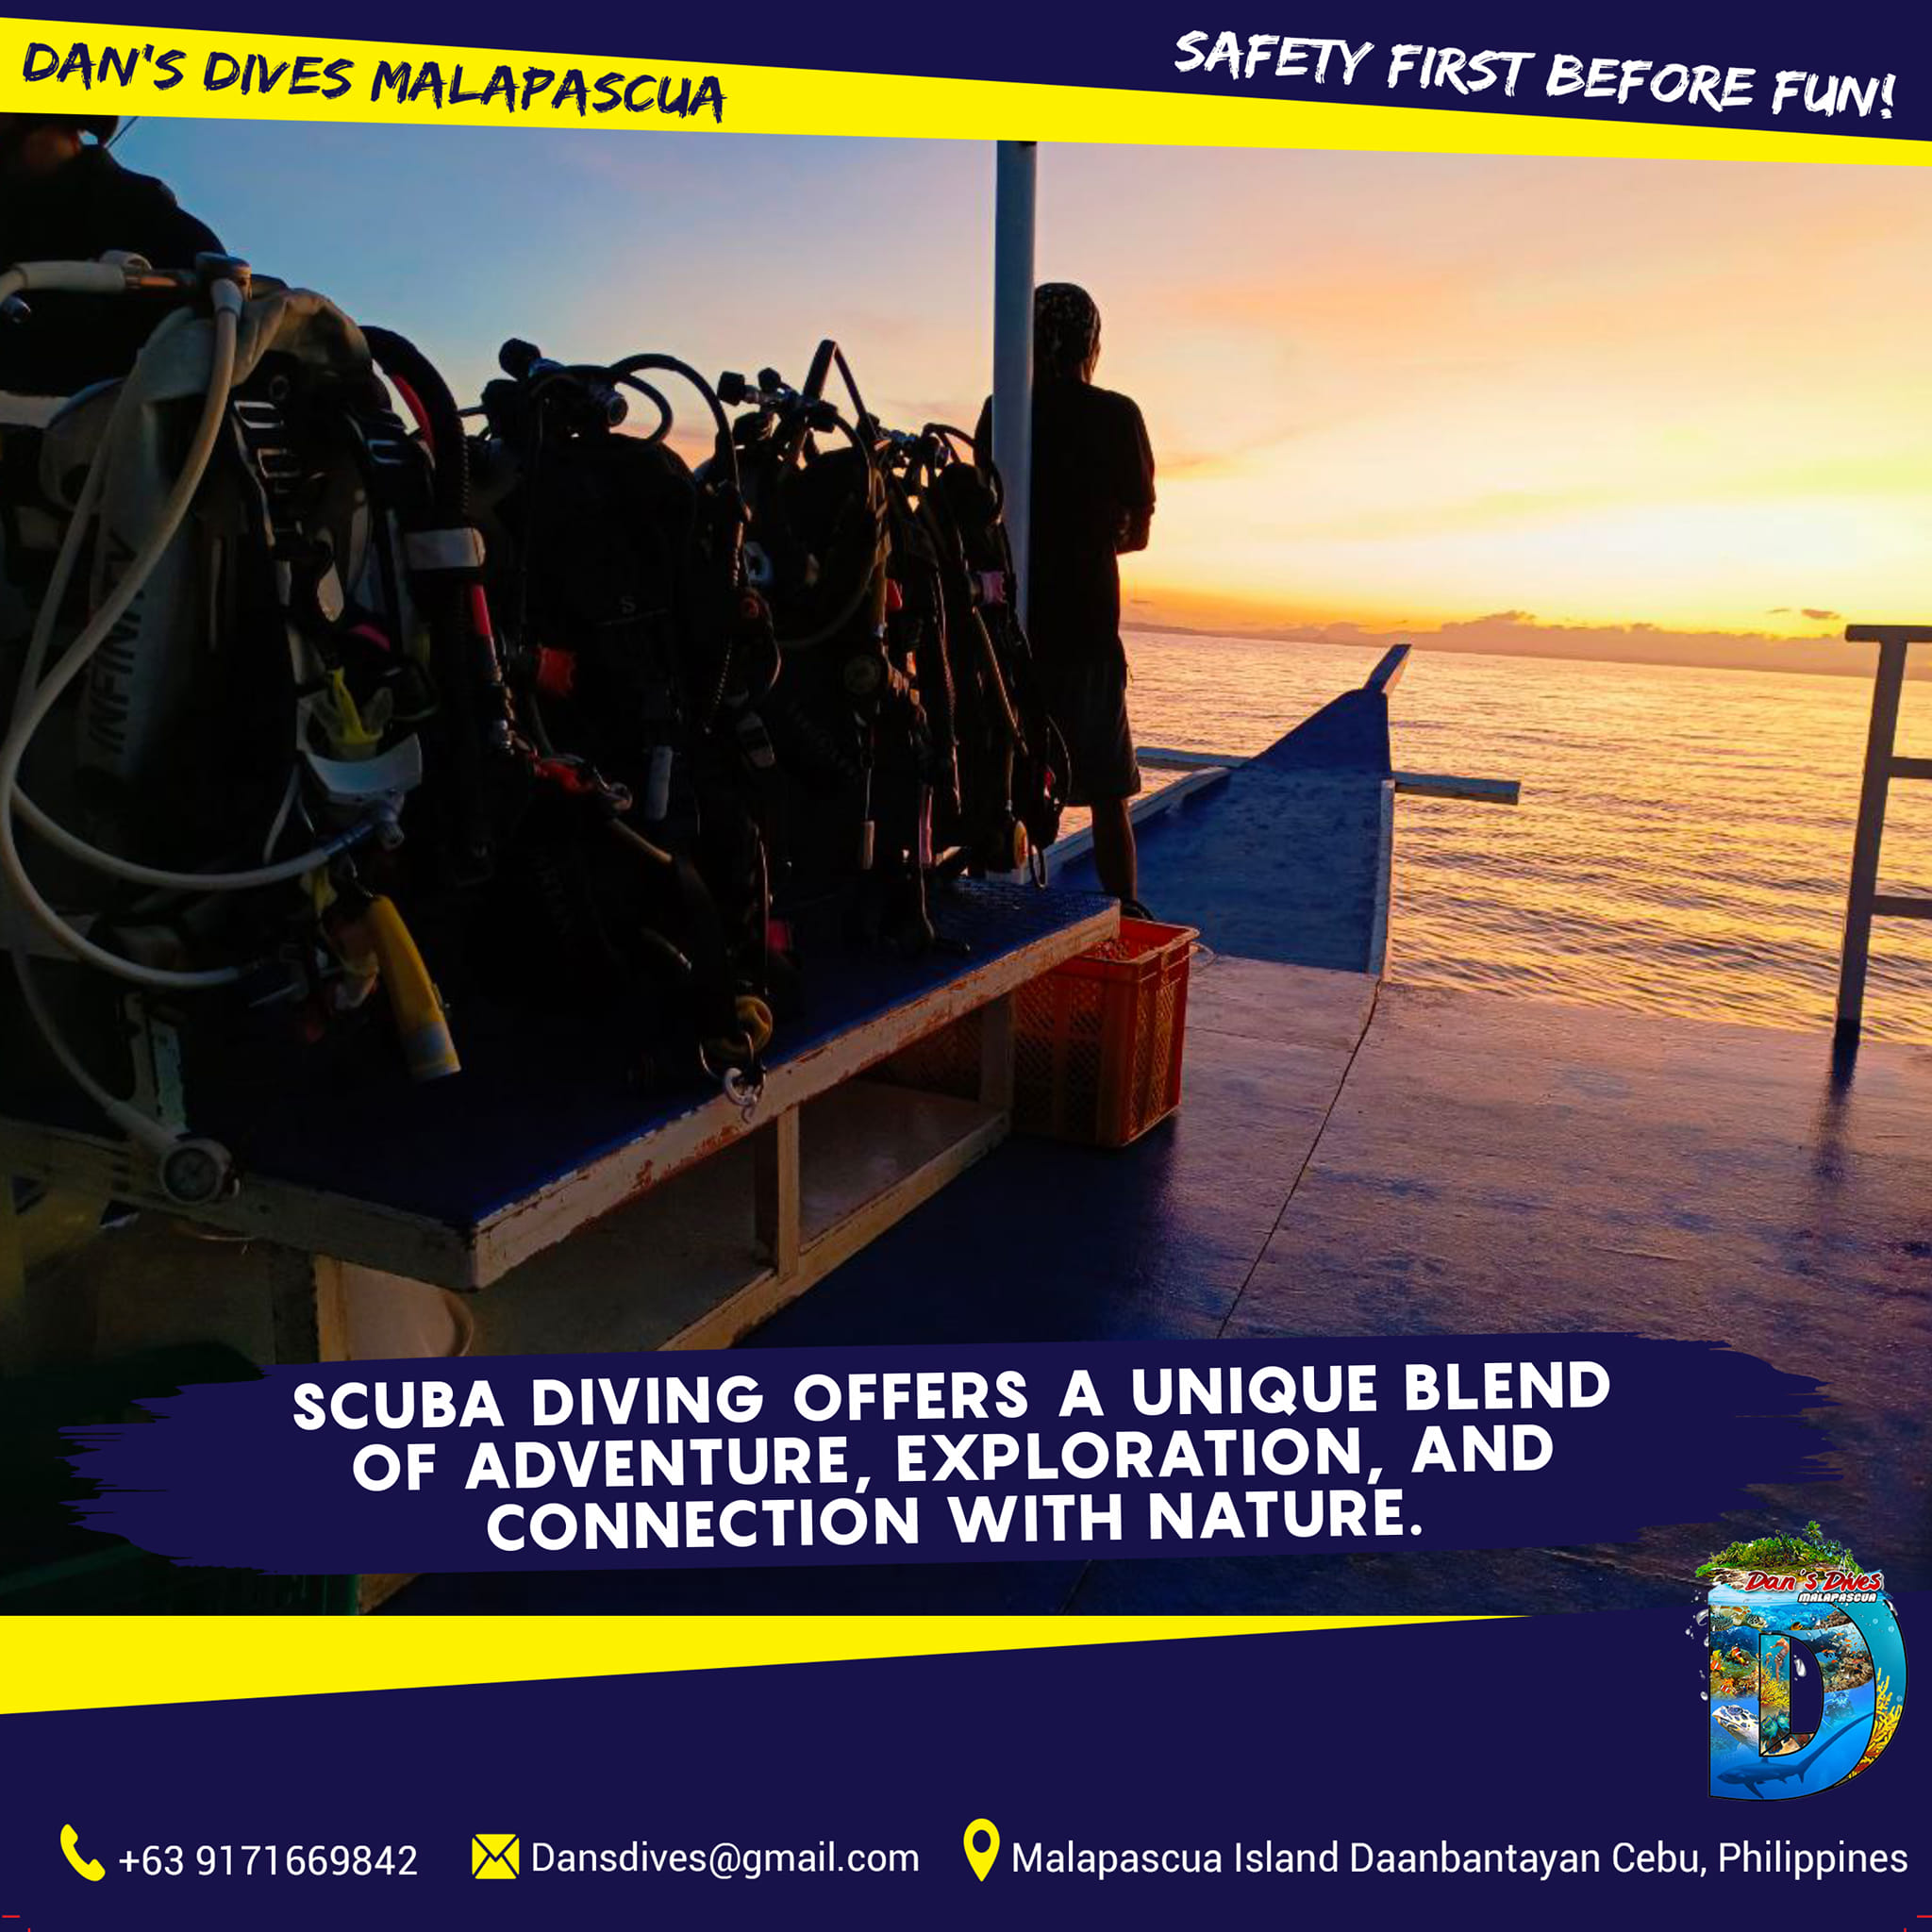 DAN'S DIVES MALAPASCUA
SAFETY FIRST BEFORE FUN!
INFINITY
SCUBA DIVING OFFERS A UNIQUE BLEND
OF ADVENTURE, EXPLORATION, AND
CONNECTION WITH NATURE.
Dan's Dives
MALAPASCUA
+63 9171669842
Dansdives@gmail.com
Malapascua Island Daanbantayan Cebu, Philippines